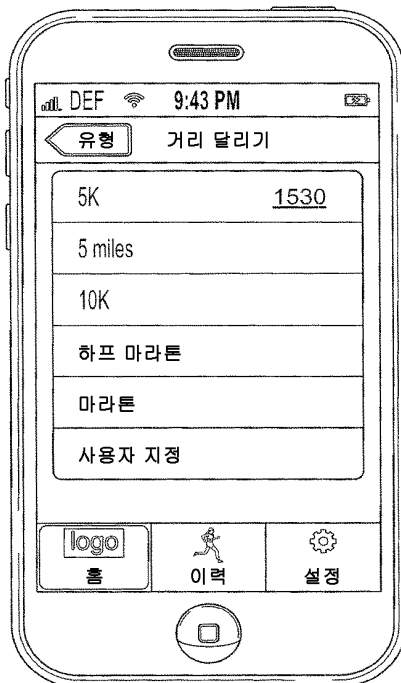 DEF 9:43 PM
유형 거리 달리기
5K 1530
5 miles
10K
하프 마라톤
마라톤
사용자 지정
logo
홈 이력 설정